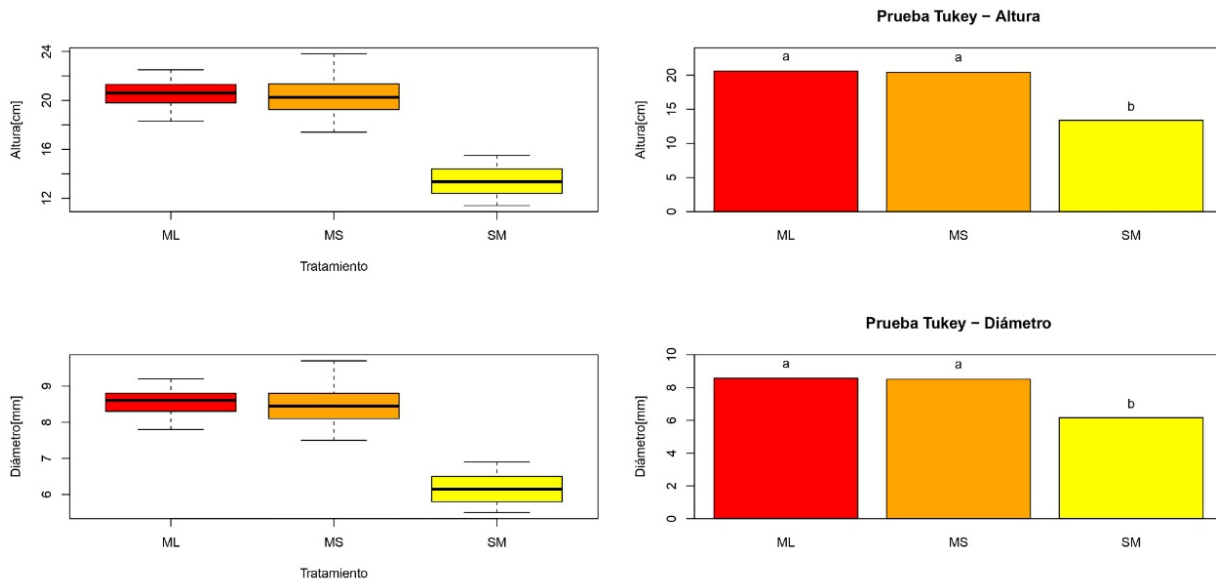 Altura[cm]
24
20
16
12
ML MS SM
Tratamiento
Prueba Tukey − Altura
Altura[cm]
20
15
10
5
0
a a b
ML MS SM
Diámetro[mm]
9
8
7
6
ML MS SM
Tratamiento
Prueba Tukey − Diámetro
Diámetro[mm]
10
8
6
4
2
0
a a b
ML MS SM